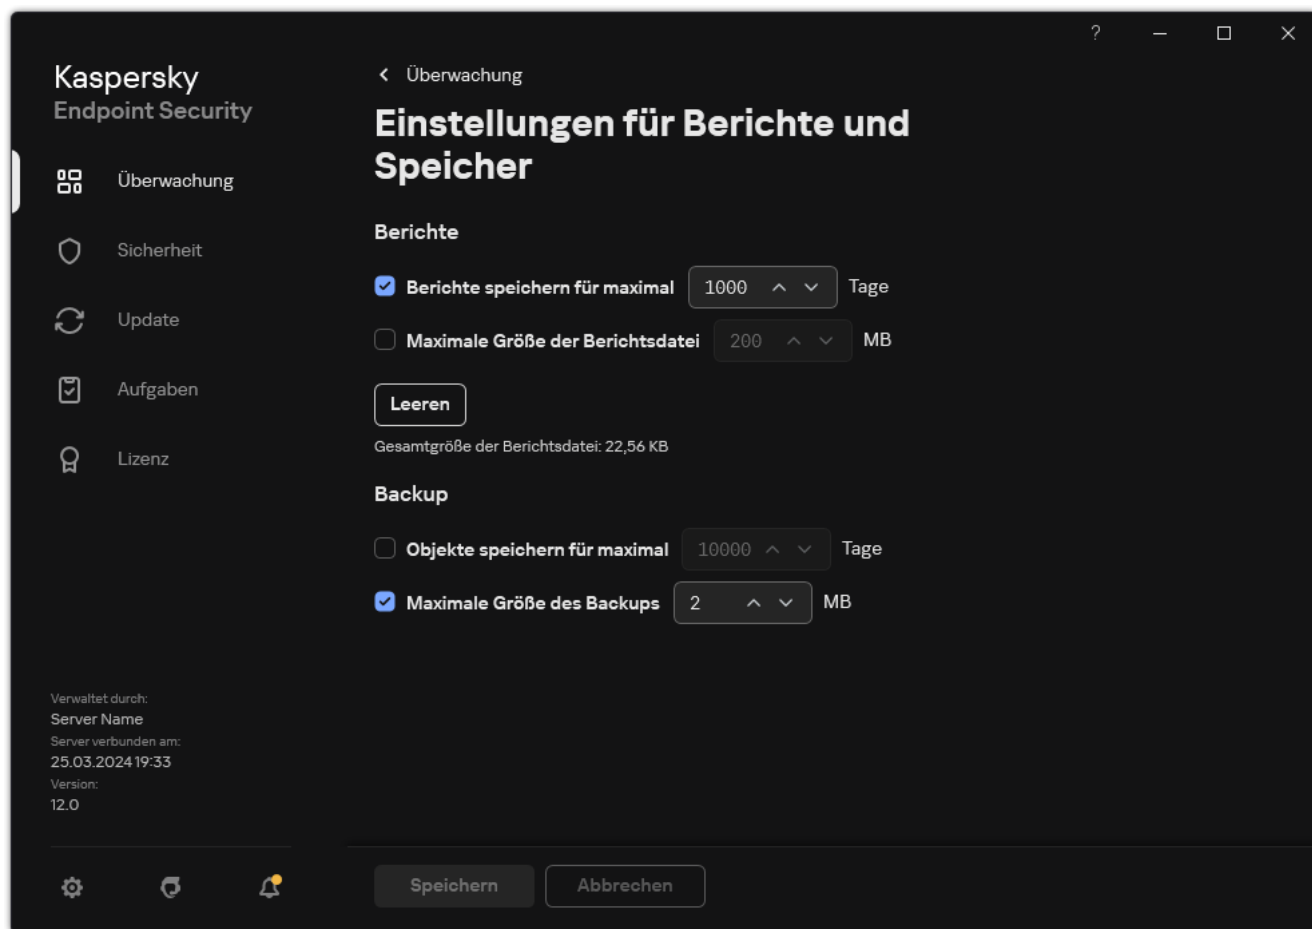 ?
Kaspersky
Endpoint Security
Überwachung
Sicherheit
Update
Aufgaben
Lizenz
Verwaltet durch:
Server Name
Server verbunden am:
25.03.2024 19:33
Version:
12.0
Überwachung
Einstellungen für Berichte und
Speicher
Berichte
Berichte speichern für maximal 1000 Tage
Maximale Größe der Berichtsdatei 200 MB
Leeren
Gesamtgröße der Berichtsdatei: 22,56 KB
Backup
Objekte speichern für maximal 10000 Tage
Maximale Größe des Backups 2 MB
Speichern Abbrechen